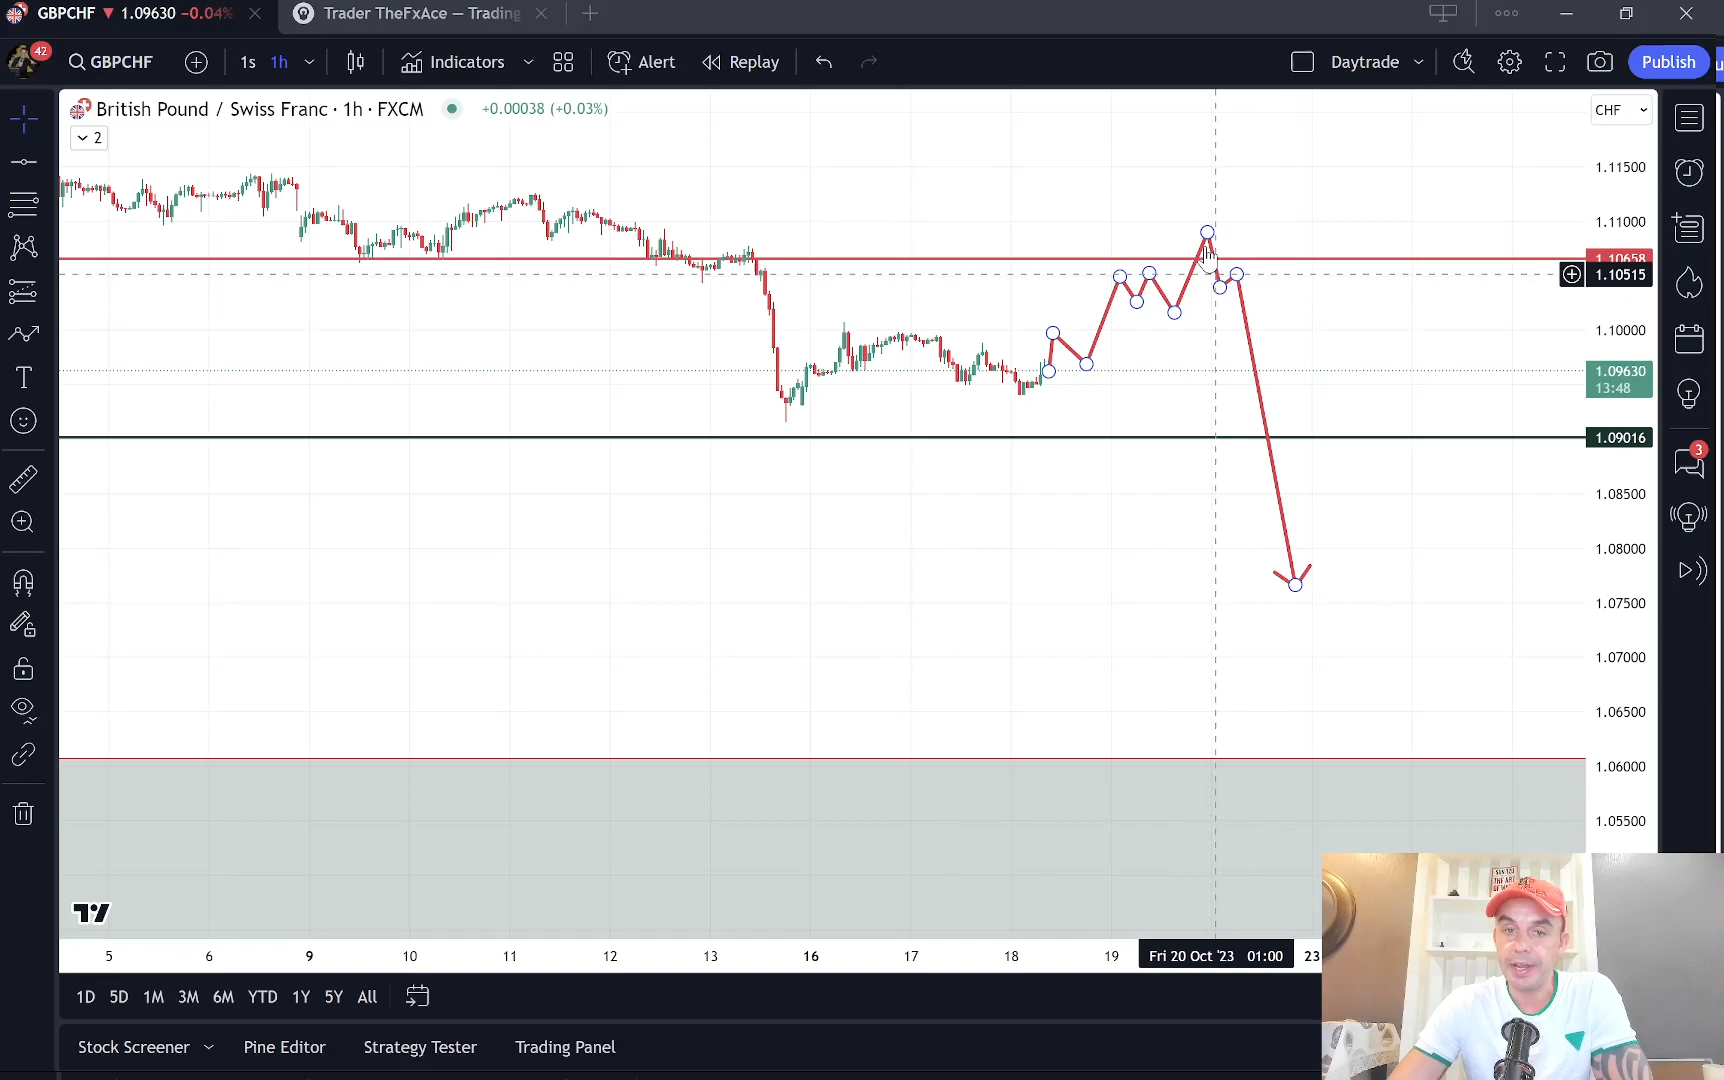 GBPCHF 1.09630 -0.04%
Trader TheFxAce — Trading
42
GBPCHF
1s 1h
Indicators
Alert
Replay
Daytrade
Publish
British Pound / Swiss Franc · 1h · FXCM
+0.00038 (+0.03%)
CHF
2
1.11500
1.11000
1.10658
1.10515
1.10000
1.09630
13:48
1.09016
3
1.08500
1.08000
1.07500
1.07000
1.06500
1.06000
1.05500
SUN TZU
THE ART
5 6 9 10 11 12 13 16 17 18 19 Fri 20 Oct '23 01:00 23
1D 5D 1M 3M 6M YTD 1Y 5Y All
Stock Screener Pine Editor Strategy Tester Trading Panel